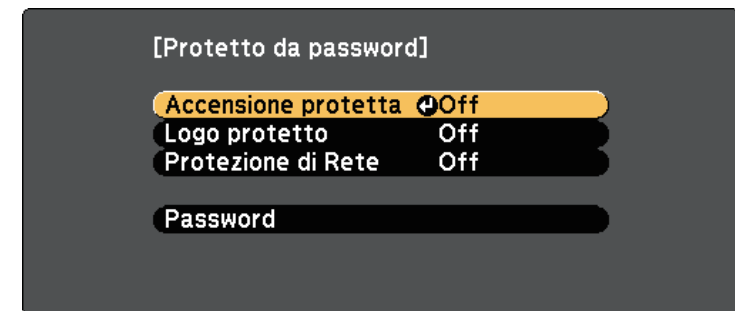 [Protetto da password]
Accensione protetta Off
Logo protetto Off
Protezione di Rete Off
Password